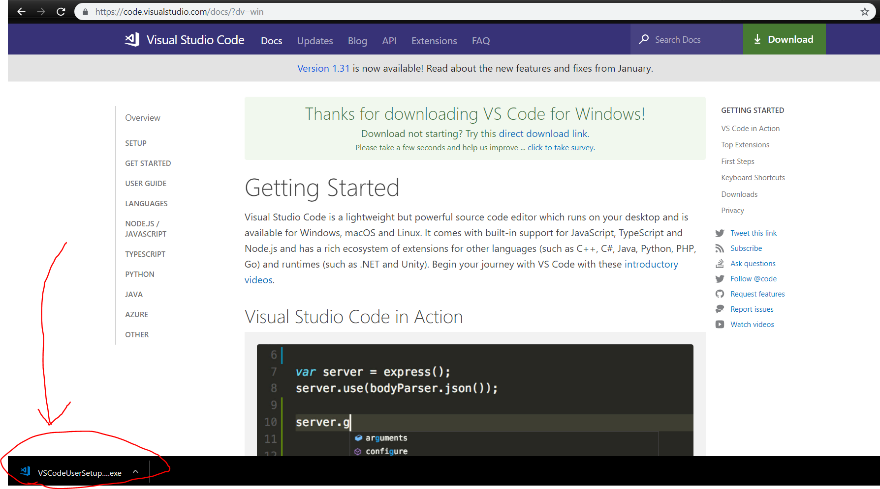 https://code.visualstudio.com/docs/?dv=win
Visual Studio Code Docs Updates Blog API Extensions FAQ Search Docs Download
Version 1.31 is now available! Read about the new features and fixes from January.
Overview
SETUP
GET STARTED
USER GUIDE
LANGUAGES
NODE.JS /
JAVASCRIPT
TYPESCRIPT
PYTHON
JAVA
AZURE
OTHER
Thanks for downloading VS Code for Windows!
Download not starting? Try this direct download link.
Please take a few seconds and help us improve ... click to take survey.
Getting Started
Visual Studio Code is a lightweight but powerful source code editor which runs on your desktop and is
available for Windows, macOS and Linux. It comes with built-in support for JavaScript, TypeScript and
Node.js and has a rich ecosystem of extensions for other languages (such as C++, C#, Java, Python, PHP,
Go) and runtimes (such as .NET and Unity). Begin your journey with VS Code with these introductory
videos.
Visual Studio Code in Action
6
7 var server = express();
8 server.use(bodyParser.json());
9
10 server.g
11 arguments
12 configure
GETTING STARTED
VS Code in Action
Top Extensions
First Steps
Keyboard Shortcuts
Downloads
Privacy
Tweet this link
Subscribe
Ask questions
Follow @code
Request features
Report issues
Watch videos
VSCodeUserSetup....exe